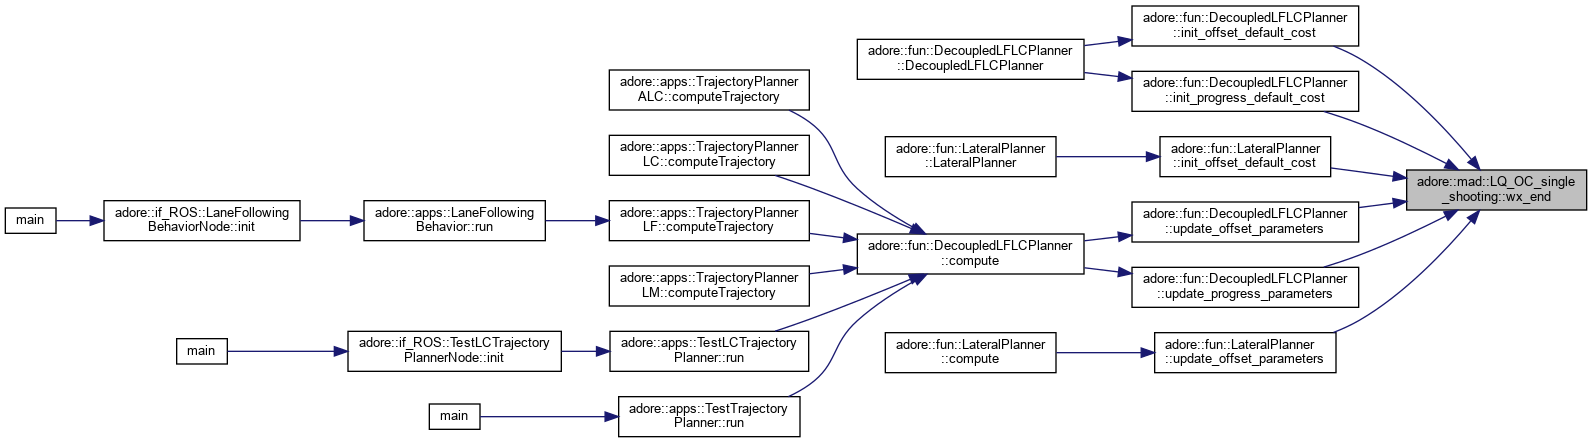 adore::fun::DecoupledLFLCPlanner
::init_offset_default_cost
adore::fun::DecoupledLFLCPlanner
::DecoupledLFLCPlanner
adore::apps::TrajectoryPlanner
ALC::computeTrajectory
adore::fun::DecoupledLFLCPlanner
::init_progress_default_cost
adore::apps::TrajectoryPlanner
LC::computeTrajectory
adore::fun::LateralPlanner
::LateralPlanner
adore::fun::LateralPlanner
::init_offset_default_cost
adore::mad::LQ_OC_single
_shooting::wx_end
main
adore::if_ROS::LaneFollowing
BehaviorNode::init
adore::apps::LaneFollowing
Behavior::run
adore::apps::TrajectoryPlanner
LF::computeTrajectory
adore::fun::DecoupledLFLCPlanner
::compute
adore::fun::DecoupledLFLCPlanner
::update_offset_parameters
adore::apps::TrajectoryPlanner
LM::computeTrajectory
adore::fun::DecoupledLFLCPlanner
::update_progress_parameters
main
adore::if_ROS::TestLCTrajectory
PlannerNode::init
adore::apps::TestLCTrajectory
Planner::run
adore::fun::LateralPlanner
::compute
adore::fun::LateralPlanner
::update_offset_parameters
main
adore::apps::TestTrajectory
Planner::run